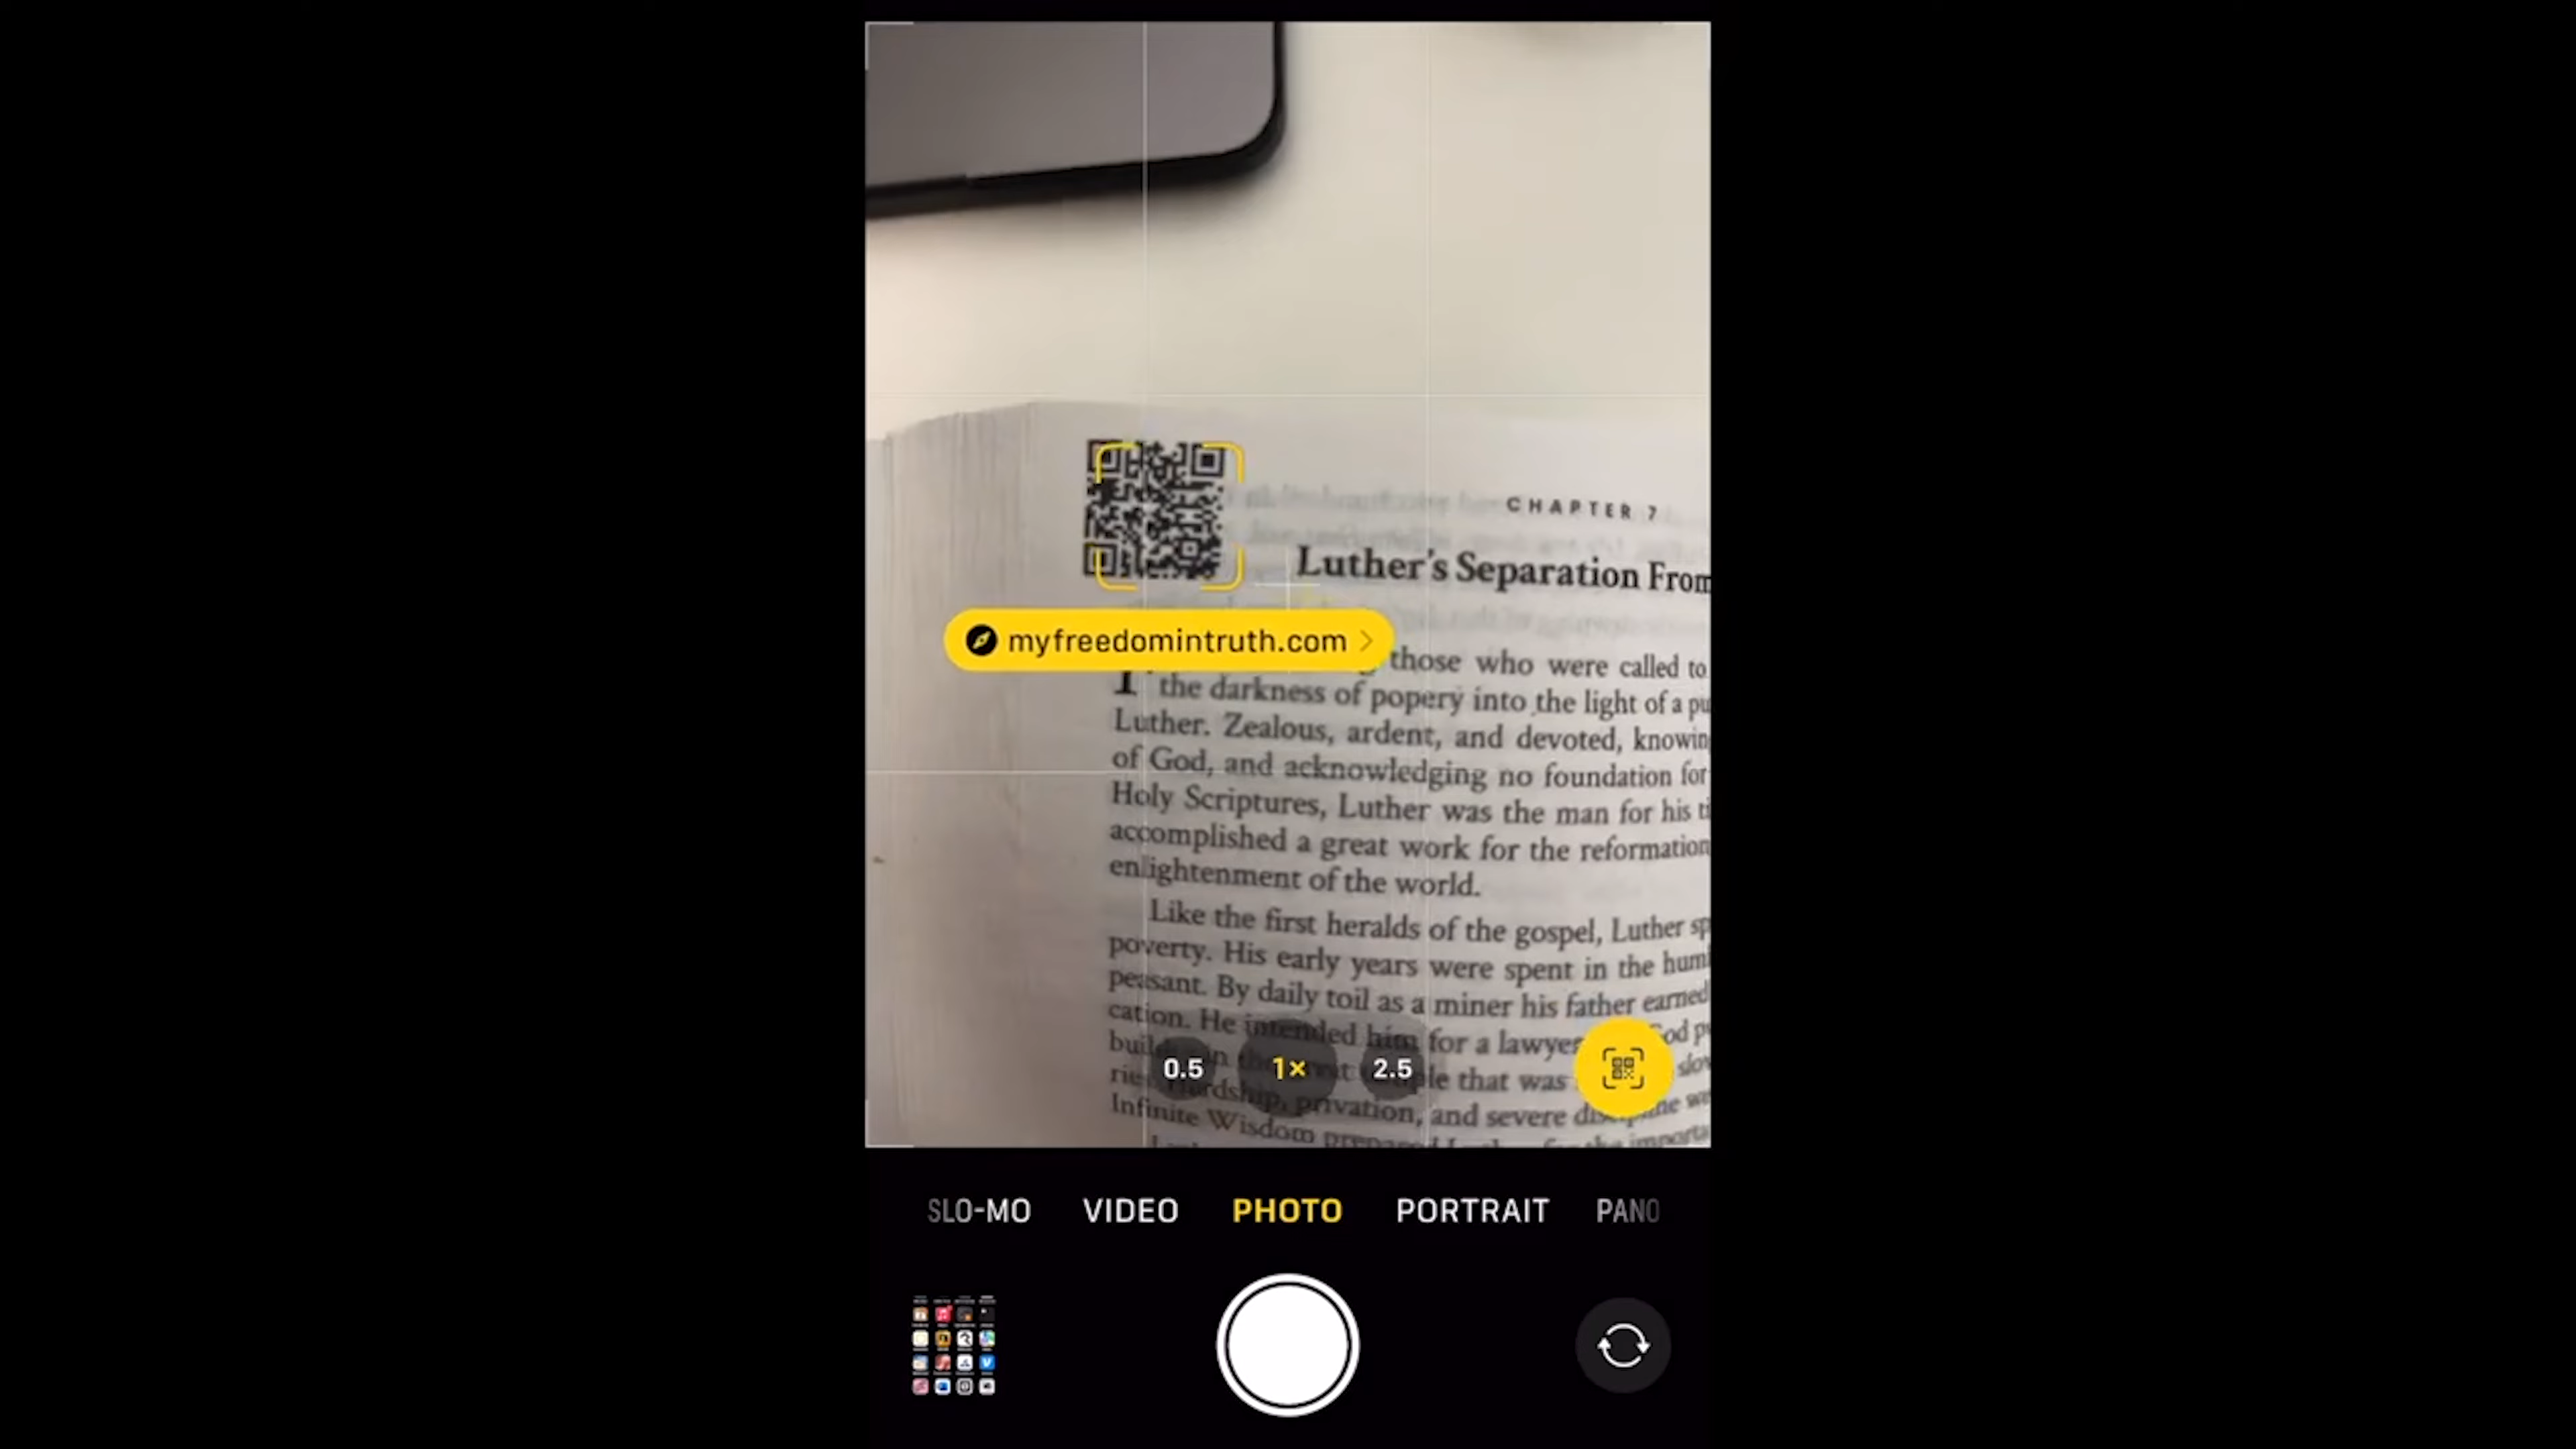 CHAPTER 7
Luther's Separation From
myfreedomintruth.com
those who were called to
the darkness of popery into the light of a
Luther. Zealous, ardent, and devoted,
of God, and acknowledging no foundation for
Holy Scriptures, Luther was the man for his
accomplished a great work for the reformation
enlightenment of the world.
Like the first heralds of the gospel, Luther
poverty. His early years were spent in the
peasant. By daily toil as a miner his father earned
cation. He intended him for a lawyer
0.5 1× 2.5
that was
privation, and severe
Infinite Wisdom
SLO-MO VIDEO PHOTO PORTRAIT PANO